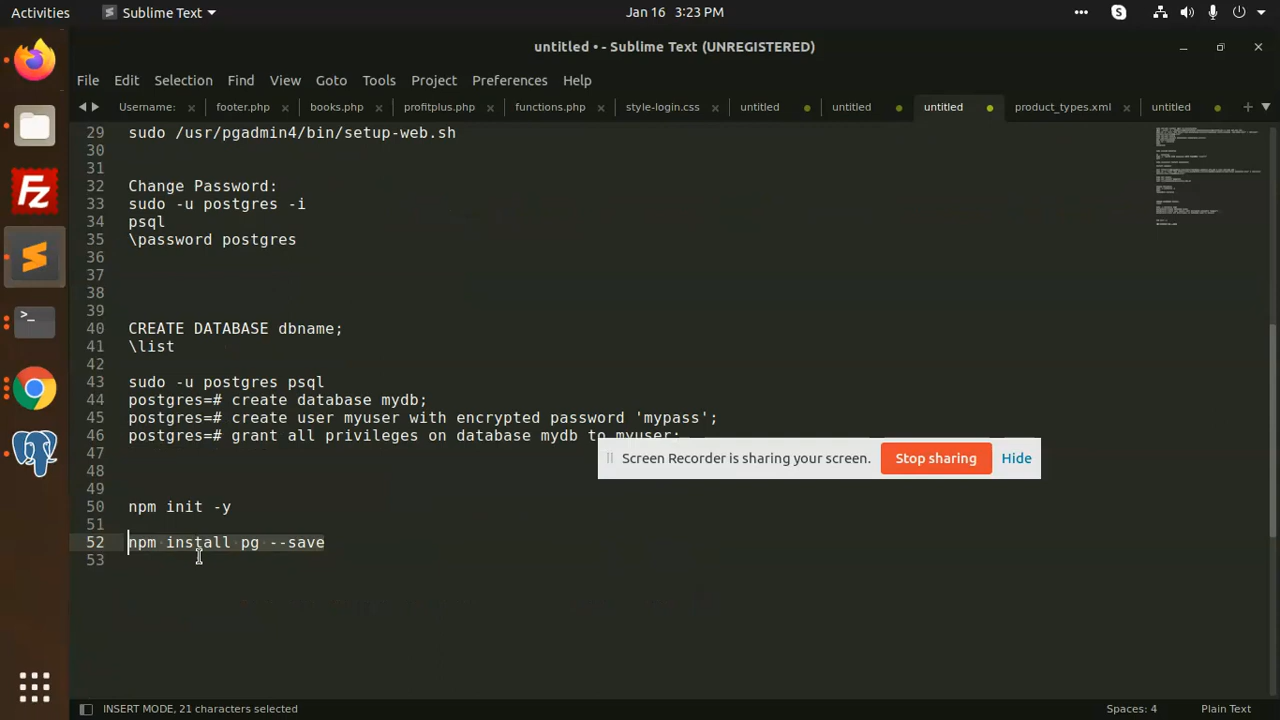 Activities Sublime Text Jan 16 3:23 PM
untitled • - Sublime Text (UNREGISTERED)
File Edit Selection Find View Goto Tools Project Preferences Help
Username: footer.php books.php profitplus.php functions.php style-login.css untitled untitled untitled product_types.xml untitled
29 sudo /usr/pgadmin4/bin/setup-web.sh
30
31
32 Change Password:
33 sudo -u postgres -i
34 psql
35 \password postgres
36
37
38
39
40 CREATE DATABASE dbname;
41 \list
42
43 sudo -u postgres psql
44 postgres=# create database mydb;
45 postgres=# create user myuser with encrypted password 'mypass';
46 postgres=# grant all privileges on database mydb to myuser;
47
Screen Recorder is sharing your screen. Stop sharing Hide
48
49
50 npm init -y
51
52 npm install pg --save
53
INSERT MODE, 21 characters selected Spaces: 4 Plain Text